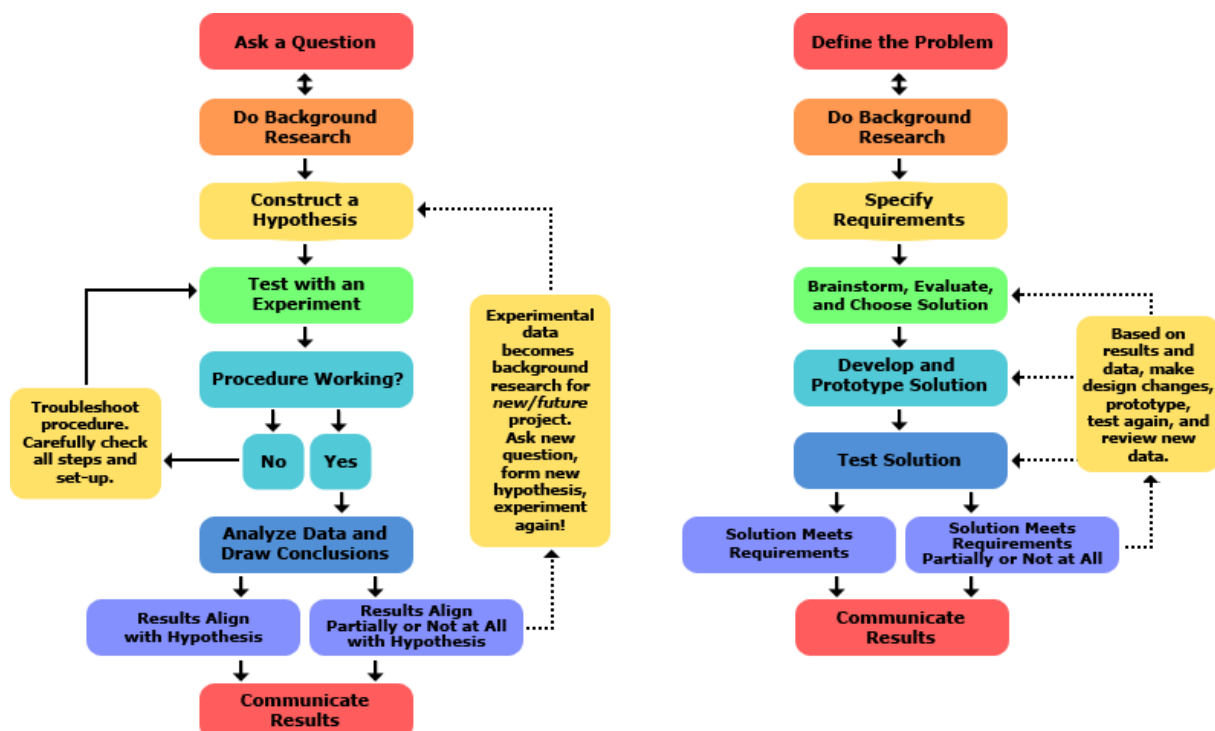 Ask a Question
Do Background
Research
Construct a
Hypothesis
Test with an
Experiment
Procedure Working?
No
Yes
Troubleshoot
procedure.
Carefully check
all steps and
set-up.
Experimental
data
becomes
background
research for
new/future
project.
Ask new
question,
form new
hypothesis,
experiment
again!
Analyze Data and
Draw Conclusions
Results Align
with Hypothesis
Results Align
Partially or Not at All
with Hypothesis
Communicate
Results
Define the Problem
Do Background
Research
Specify
Requirements
Brainstorm, Evaluate,
and Choose Solution
Develop and
Prototype Solution
Test Solution
Based on
results and
data, make
design changes,
prototype,
test again, and
review new
data.
Solution Meets
Requirements
Solution Meets
Requirements
Partially or Not at All
Communicate
Results